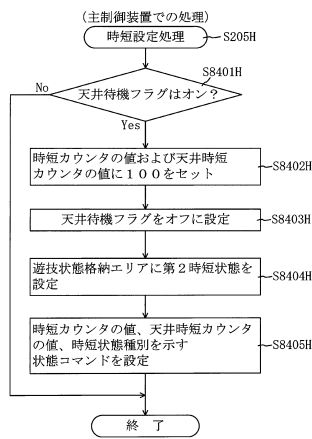 (主制御装置での処理)
時短設定処理
S205H
S8401H
No
天井待機フラグはオン?
Yes
時短カウンタの値および天井時短
カウンタの値に100をセット
S8402H
天井待機フラグをオフに設定
S8403H
遊技状態格納エリアに第2時短状態を
設定
S8404H
時短カウンタの値、天井時短カウンタ
の値、時短状態種別を示す
状態コマンドを設定
S8405H
終 了